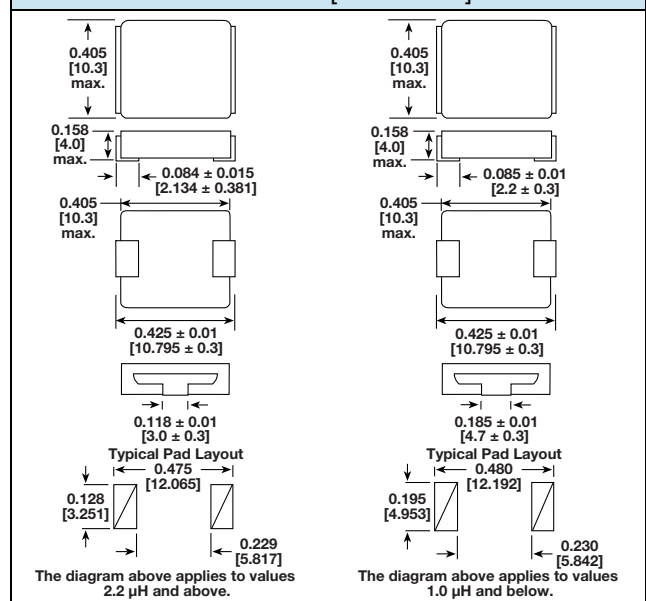 0.405
[10.3]
max.
0.158
[4.0]
max.
0.084 ± 0.015
[2.134 ± 0.381]
0.405
[10.3]
max.
0.425 ± 0.01
[10.795 ± 0.3]
0.118 ± 0.01
[3.0 ± 0.3]
Typical Pad Layout
0.475
[12.065]
0.128
[3.251]
0.229
[5.817]
The diagram above applies to values
2.2 µH and above.
0.405
[10.3]
max.
0.158
[4.0]
max.
0.085 ± 0.01
[2.2 ± 0.3]
0.405
[10.3]
max.
0.425 ± 0.01
[10.795 ± 0.3]
0.185 ± 0.01
[4.7 ± 0.3]
Typical Pad Layout
0.480
[12.192]
0.195
[4.953]
0.230
[5.842]
The diagram above applies to values
1.0 µH and below.